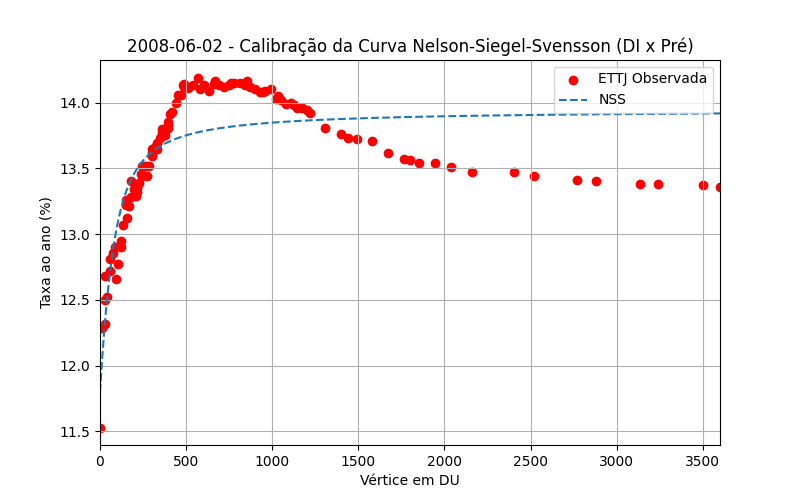 2008-06-02 - Calibração da Curva Nelson-Siegel-Svensson (DI x Pré)
ETTJ Observada
NSS
Taxa ao ano (%)
14.0
13.5
13.0
12.5
12.0
11.5
0 500 1000 1500 2000 2500 3000 3500
Vértice em DU